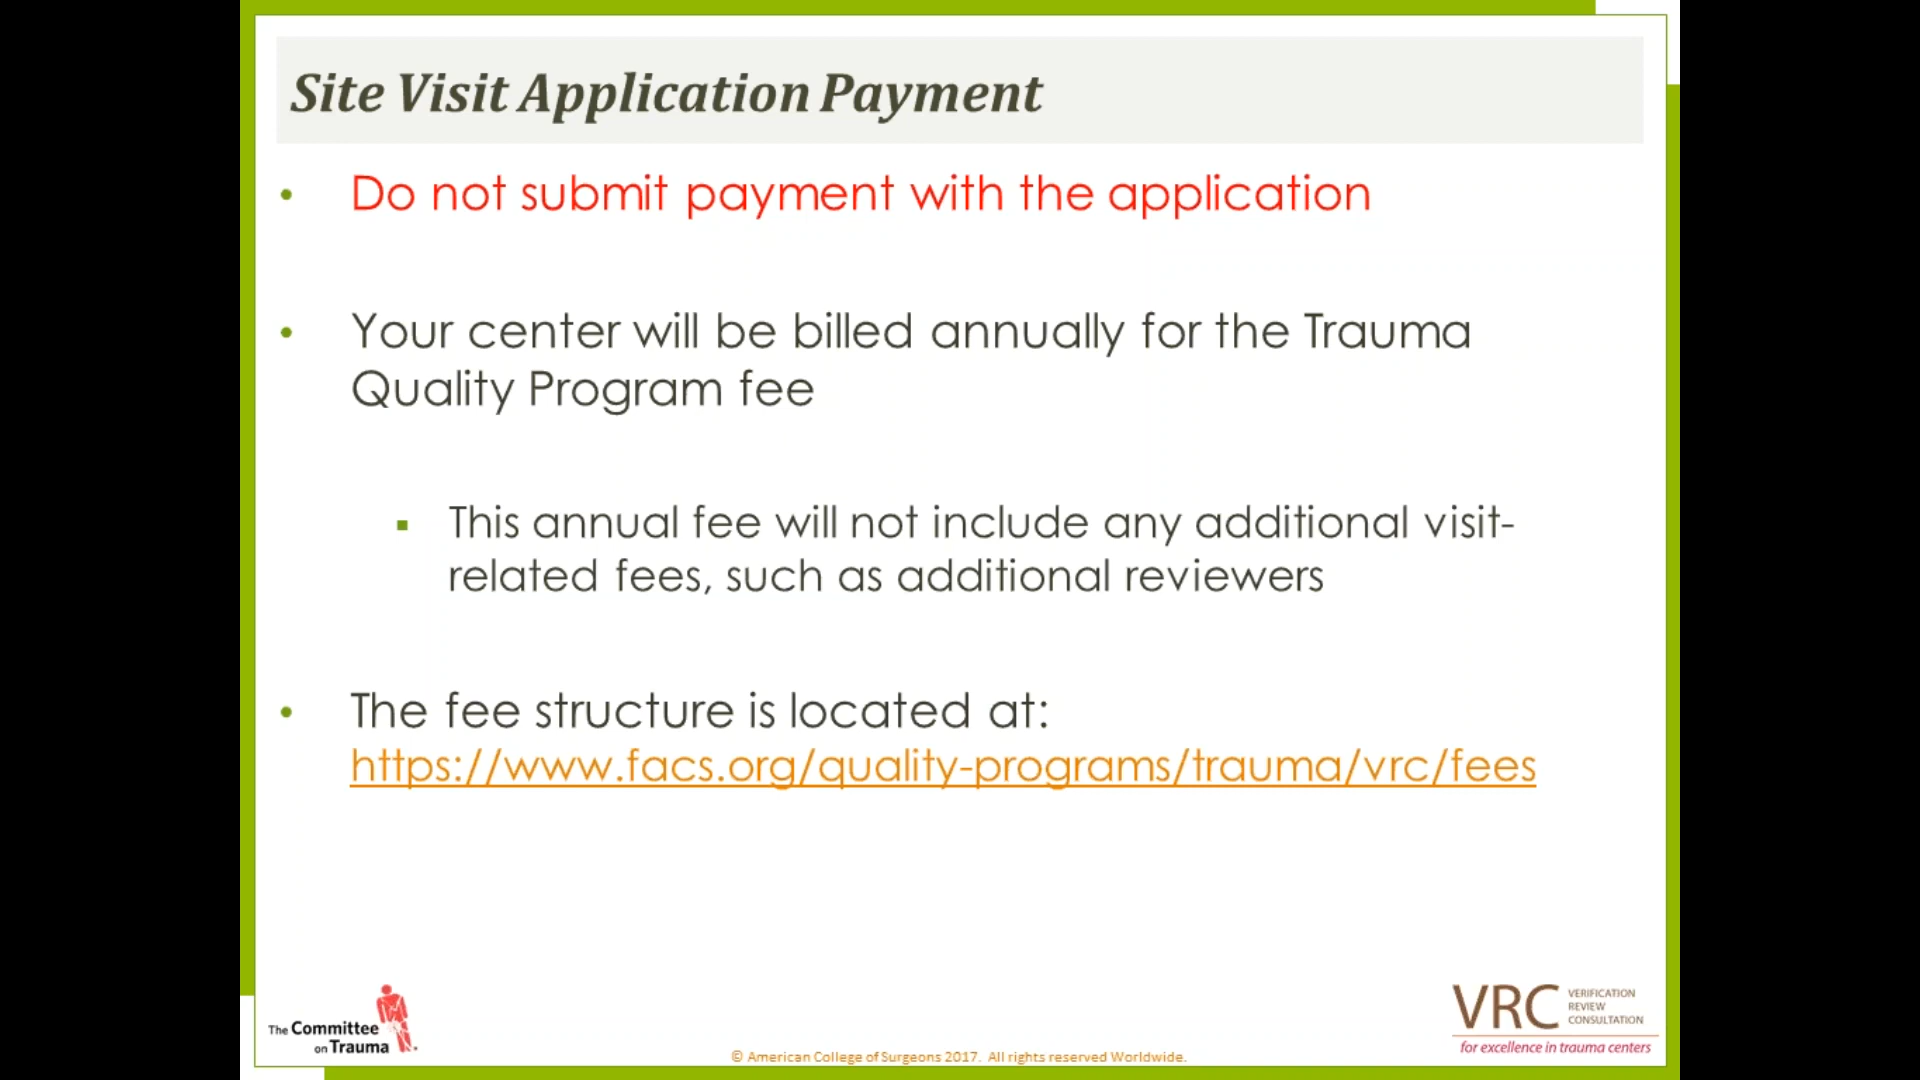 Site Visit Application Payment
• Do not submit payment with the application
• Your center will be billed annually for the Trauma
Quality Program fee
▪ This annual fee will not include any additional visit-
related fees, such as additional reviewers
• The fee structure is located at:
https://www.facs.org/quality-programs/trauma/vrc/fees
The Committee
on Trauma
© American College of Surgeons 2017. All rights reserved Worldwide.
VRC
VERIFICATION
REVIEW
CONSULTATION
for excellence in trauma centers